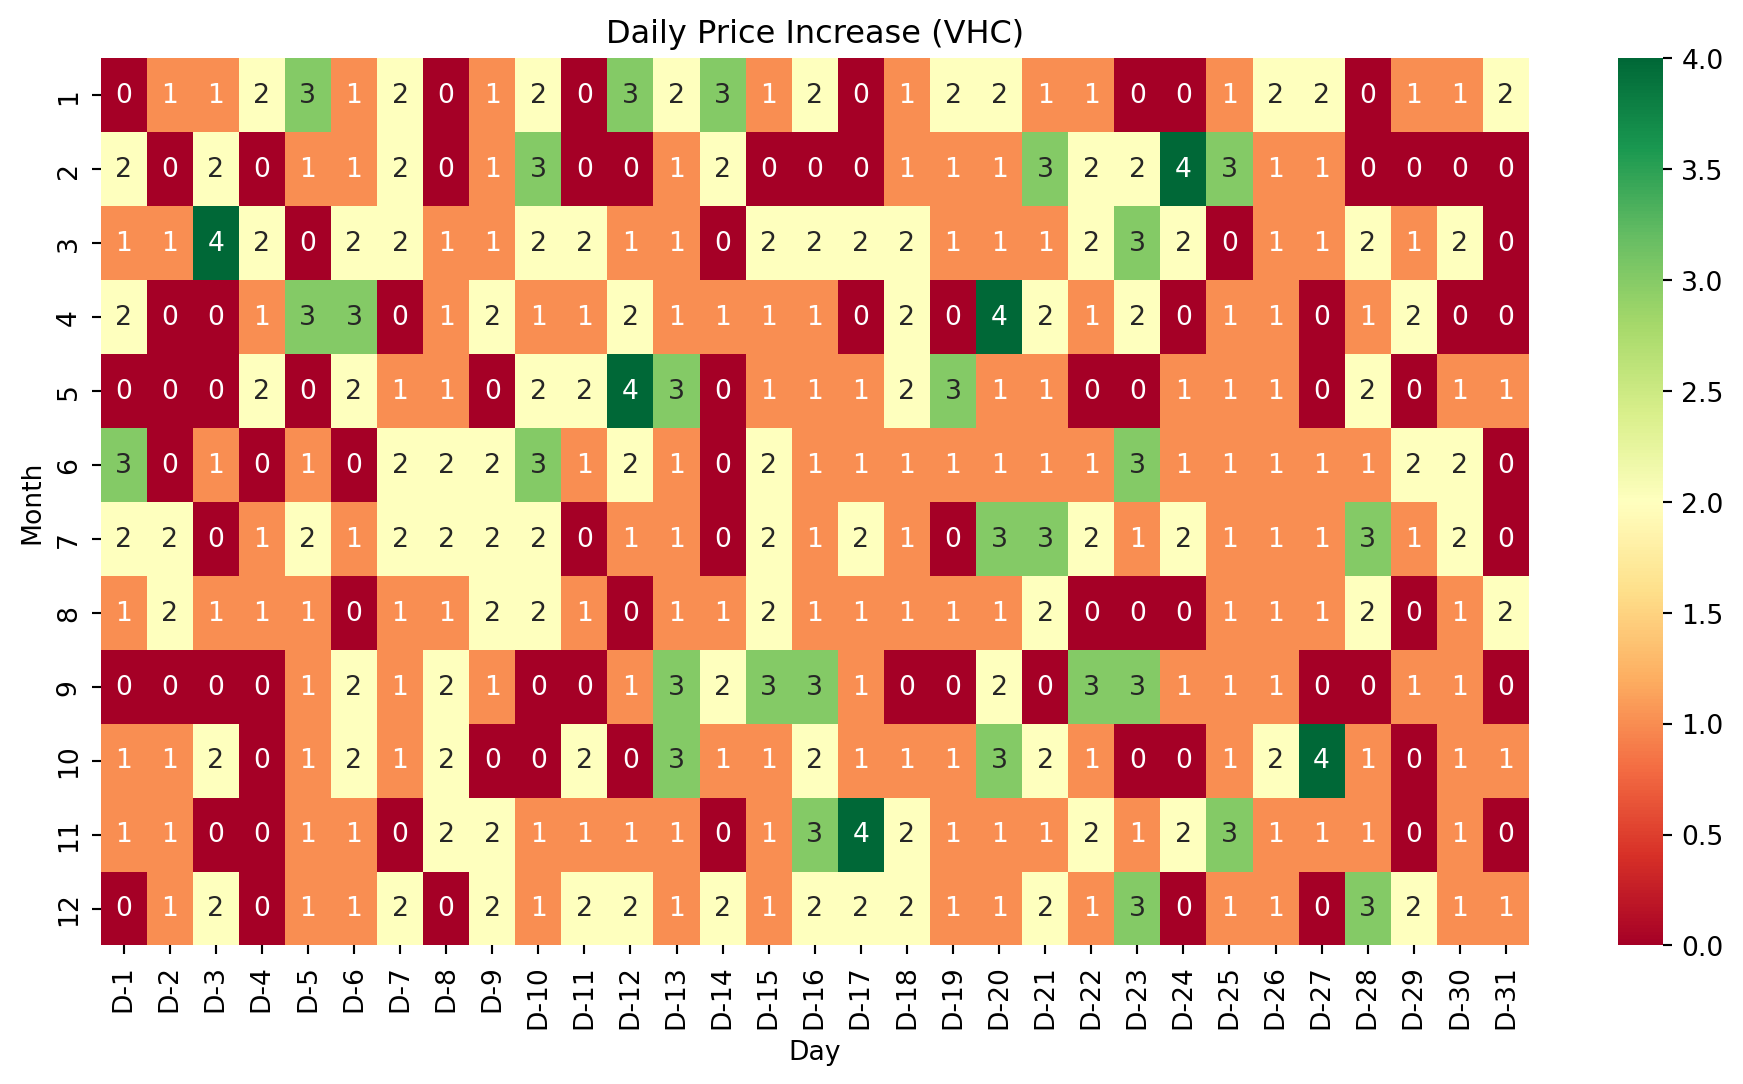 Daily Price Increase (VHC)
1 0 1 1 2 3 1 2 0 1 2 0 3 2 3 1 2 0 1 2 2 1 1 0 0 1 2 2 0 1 1 2
2 2 0 2 0 1 1 2 0 1 3 0 0 1 2 0 0 0 1 1 1 3 2 2 4 3 1 1 0 0 0 0
3 1 1 4 2 0 2 2 1 1 2 2 1 1 0 2 2 2 2 1 1 1 2 3 2 0 1 1 2 1 2 0
4 2 0 0 1 3 3 0 1 2 1 1 2 1 1 1 1 0 2 0 4 2 1 2 0 1 1 0 1 2 0 0
5 0 0 0 2 0 2 1 1 0 2 2 4 3 0 1 1 1 2 3 1 1 0 0 1 1 1 0 2 0 1 1
6 3 0 1 0 1 0 2 2 2 3 1 2 1 0 2 1 1 1 1 1 1 1 3 1 1 1 1 1 2 2 0
7 2 2 0 1 2 1 2 2 2 2 0 1 1 0 2 1 2 1 0 3 3 2 1 2 1 1 1 3 1 2 0
8 1 2 1 1 1 0 1 1 2 2 1 0 1 1 2 1 1 1 1 1 2 0 0 0 1 1 1 2 0 1 2
9 0 0 0 0 1 2 1 2 1 0 0 1 3 2 3 3 1 0 0 2 0 3 3 1 1 1 0 0 1 1 0
10 1 1 2 0 1 2 1 2 0 0 2 0 3 1 1 2 1 1 1 3 2 1 0 0 1 2 4 1 0 1 1
11 1 1 0 0 1 1 0 2 2 1 1 1 1 0 1 3 4 2 1 1 1 2 1 2 3 1 1 1 0 1 0
12 0 1 2 0 1 1 2 0 2 1 2 2 1 2 1 2 2 2 1 1 2 1 3 0 1 1 0 3 2 1 1
Month
D-1 D-2 D-3 D-4 D-5 D-6 D-7 D-8 D-9 D-10 D-11 D-12 D-13 D-14 D-15 D-16 D-17 D-18 D-19 D-20 D-21 D-22 D-23 D-24 D-25 D-26 D-27 D-28 D-29 D-30 D-31
Day
4.0
3.5
3.0
2.5
2.0
1.5
1.0
0.5
0.0